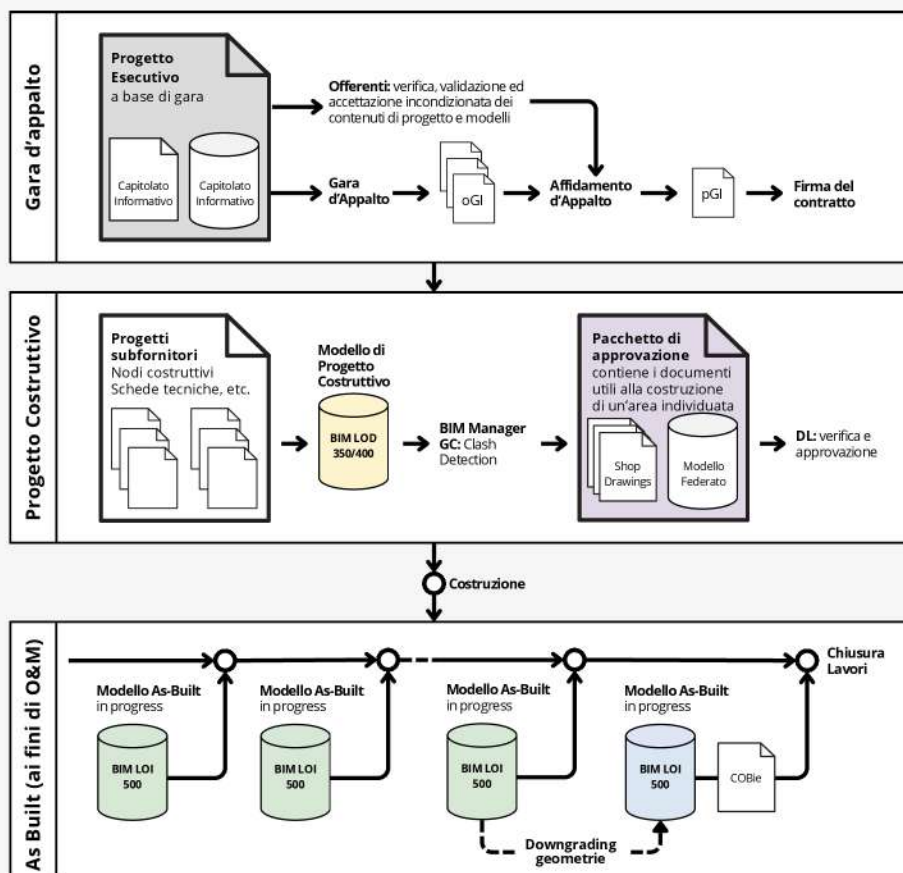 Gara d'appalto
Progetto
Esecutivo
a base di gara
Capitolato
Informativo
Capitolato
Informativo
Offerenti: verifica, validazione ed
accettazione incondizionata dei
contenuti di progetto e modelli
Gara
d'Appalto
oGI
Affidamento
d'Appalto
pGI
Firma del
contratto
Progetto Costruttivo
Progetti
subfornitori
Nodi costruttivi
Schede tecniche, etc.
Modello di
Progetto
Costruttivo
BIM LOD
350/400
BIM Manager
GC: Clash
Detection
Pacchetto di
approvazione
contiene i documenti
utili alla costruzione
di un'area individuata
Shop
Drawings
Modello
Federato
DL: verifica e
approvazione
Costruzione
As Built (ai fini di O&M)
Chiusura
Lavori
Modello As-Built
in progress
BIM LOI
500
Modello As-Built
in progress
BIM LOI
500
Modello As-Built
in progress
BIM LOI
500
Modello As-Built
in progress
BIM LOI
500
COBie
Downgrading
geometrie